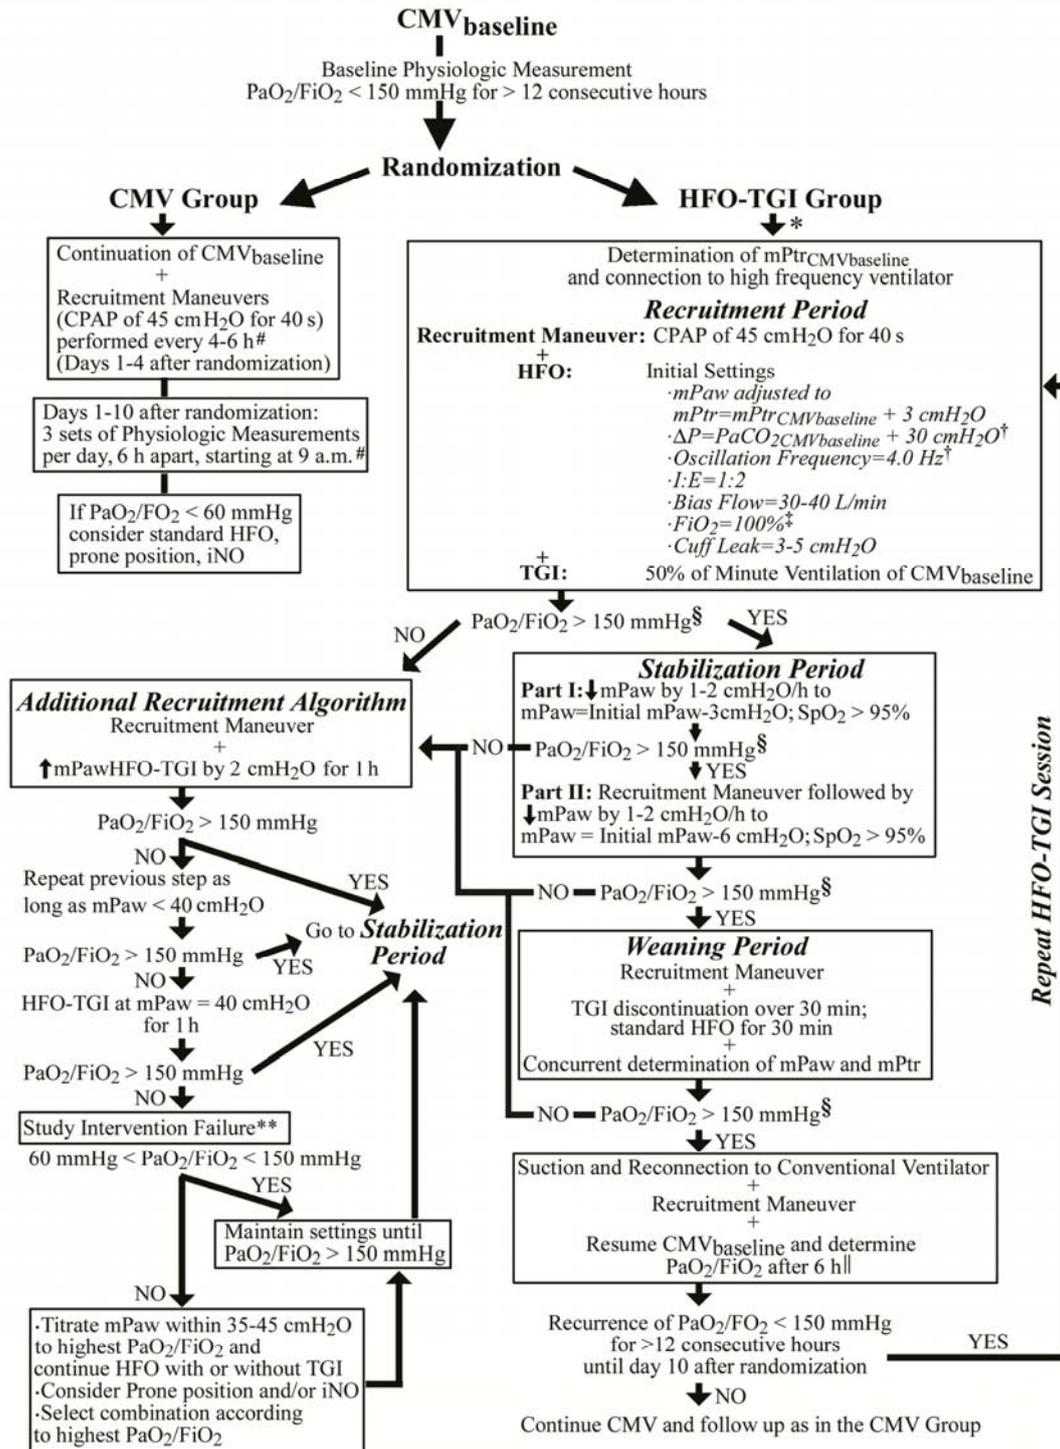 CMVbaseline
Baseline Physiologic Measurement
PaO2/FiO2 < 150 mmHg for > 12 consecutive hours
Randomization
CMV Group
Continuation of CMVbaseline
+
Recruitment Maneuvers
(CPAP of 45 cmH2O for 40 s)
performed every 4-6 h#
(Days 1-4 after randomization)
Days 1-10 after randomization:
3 sets of Physiologic Measurements
per day, 6 h apart, starting at 9 a.m.#
If PaO2/FO2 < 60 mmHg
consider standard HFO,
prone position, iNO
HFO-TGI Group
*
Determination of mPtrCMVbaseline
and connection to high frequency ventilator
Recruitment Period
Recruitment Maneuver: CPAP of 45 cmH2O for 40 s
+
HFO: Initial Settings
·mPaw adjusted to
mPtr=mPtrCMVbaseline + 3 cmH2O
·ΔP=PaCO2CMVbaseline + 30 cmH2O†
·Oscillation Frequency=4.0 Hz†
·I:E=1:2
·Bias Flow=30-40 L/min
·FiO2=100%‡
·Cuff Leak=3-5 cmH2O
+
TGI: 50% of Minute Ventilation of CMVbaseline
PaO2/FiO2 > 150 mmHg§
NO
YES
Additional Recruitment Algorithm
Recruitment Maneuver
+
↑mPawHFO-TGI by 2 cmH2O for 1 h
PaO2/FiO2 > 150 mmHg
NO
YES
Repeat previous step as
long as mPaw < 40 cmH2O
PaO2/FiO2 > 150 mmHg
YES
NO
Go to Stabilization
Period
HFO-TGI at mPaw = 40 cmH2O
for 1 h
YES
PaO2/FiO2 > 150 mmHg
NO
Study Intervention Failure**
60 mmHg < PaO2/FiO2 < 150 mmHg
YES
Maintain settings until
PaO2/FiO2 > 150 mmHg
NO
·Titrate mPaw within 35-45 cmH2O
to highest PaO2/FiO2 and
continue HFO with or without TGI
·Consider Prone position and/or iNO
·Select combination according
to highest PaO2/FiO2
Stabilization Period
Part I:↓mPaw by 1-2 cmH2O/h to
mPaw=Initial mPaw-3cmH2O; SpO2 > 95%
NO PaO2/FiO2 > 150 mmHg§
YES
Part II: Recruitment Maneuver followed by
↓mPaw by 1-2 cmH2O/h to
mPaw = Initial mPaw-6 cmH2O; SpO2 > 95%
NO PaO2/FiO2 > 150 mmHg§
YES
Weaning Period
Recruitment Maneuver
+
TGI discontinuation over 30 min;
standard HFO for 30 min
+
Concurrent determination of mPaw and mPtr
NO PaO2/FiO2 > 150 mmHg§
YES
Suction and Reconnection to Conventional Ventilator
+
Recruitment Maneuver
+
Resume CMVbaseline and determine
PaO2/FiO2 after 6 h||
Recurrence of PaO2/FO2 < 150 mmHg
for >12 consecutive hours
until day 10 after randomization
YES
NO
Continue CMV and follow up as in the CMV Group
Repeat HFO-TGI Session